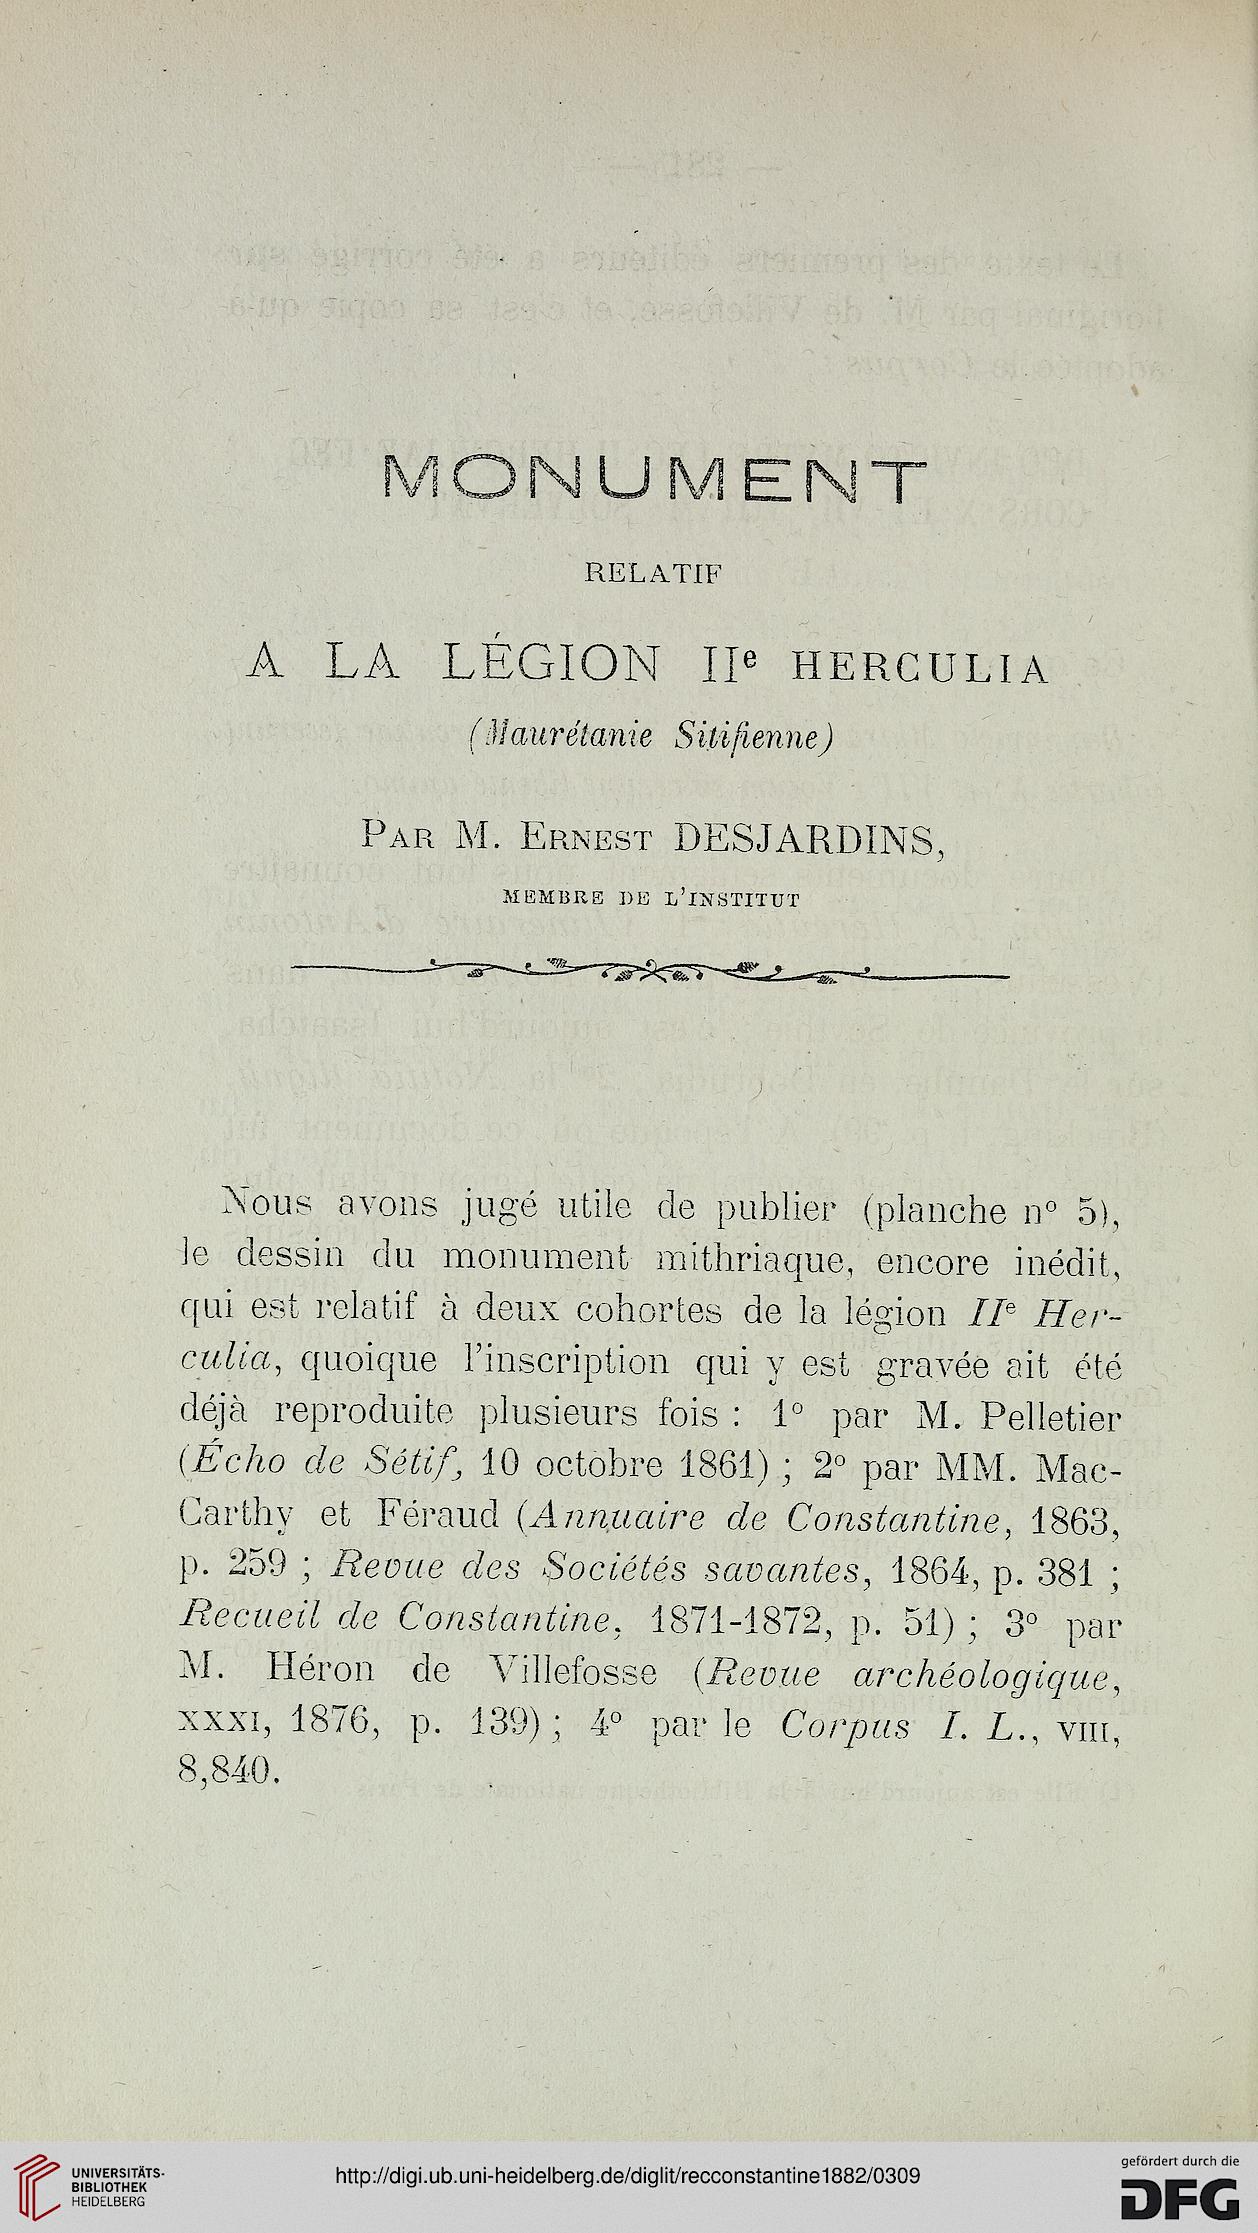 MONUMENT
RELATIF
A LA LÉGION IIe HERCULIA
(Maurétanie Sitifienne)
PAR M. ERNEST DESJARDINS,
MEMBRE DE L'INSTITUT
Nous avons jugé utile de publier (planche n° 5),
le dessin du monument mithriaque, encore inédit,
qui est relatif à deux cohortes de la légion IIe Her-
culia, quoique l'inscription qui y est gravée ait été
déjà reproduite plusieurs fois : 1° par M. Pelletier
(Écho de Sétif, 10 octobre 1861) ; 2° par MM. Mac-
Carthy et Féraud (Annuaire de Constantine, 1863,
p. 259 ; Revue des Sociétés savantes, 1864, p. 381 ;
Recueil de Constantine, 1871-1872, p. 51) ; 3° par
M. Héron de Villefosse (Revue archéologique,
XXXI, 1876, p. 139) ; 4° par le Corpus I. L., VIII,
8,840.
UNIVERSITÄTS-
BIBLIOTHEK
HEIDELBERG
http://digi.ub.uni-heidelberg.de/diglit/recconstantine1882/0309
gefördert durch die
DFG